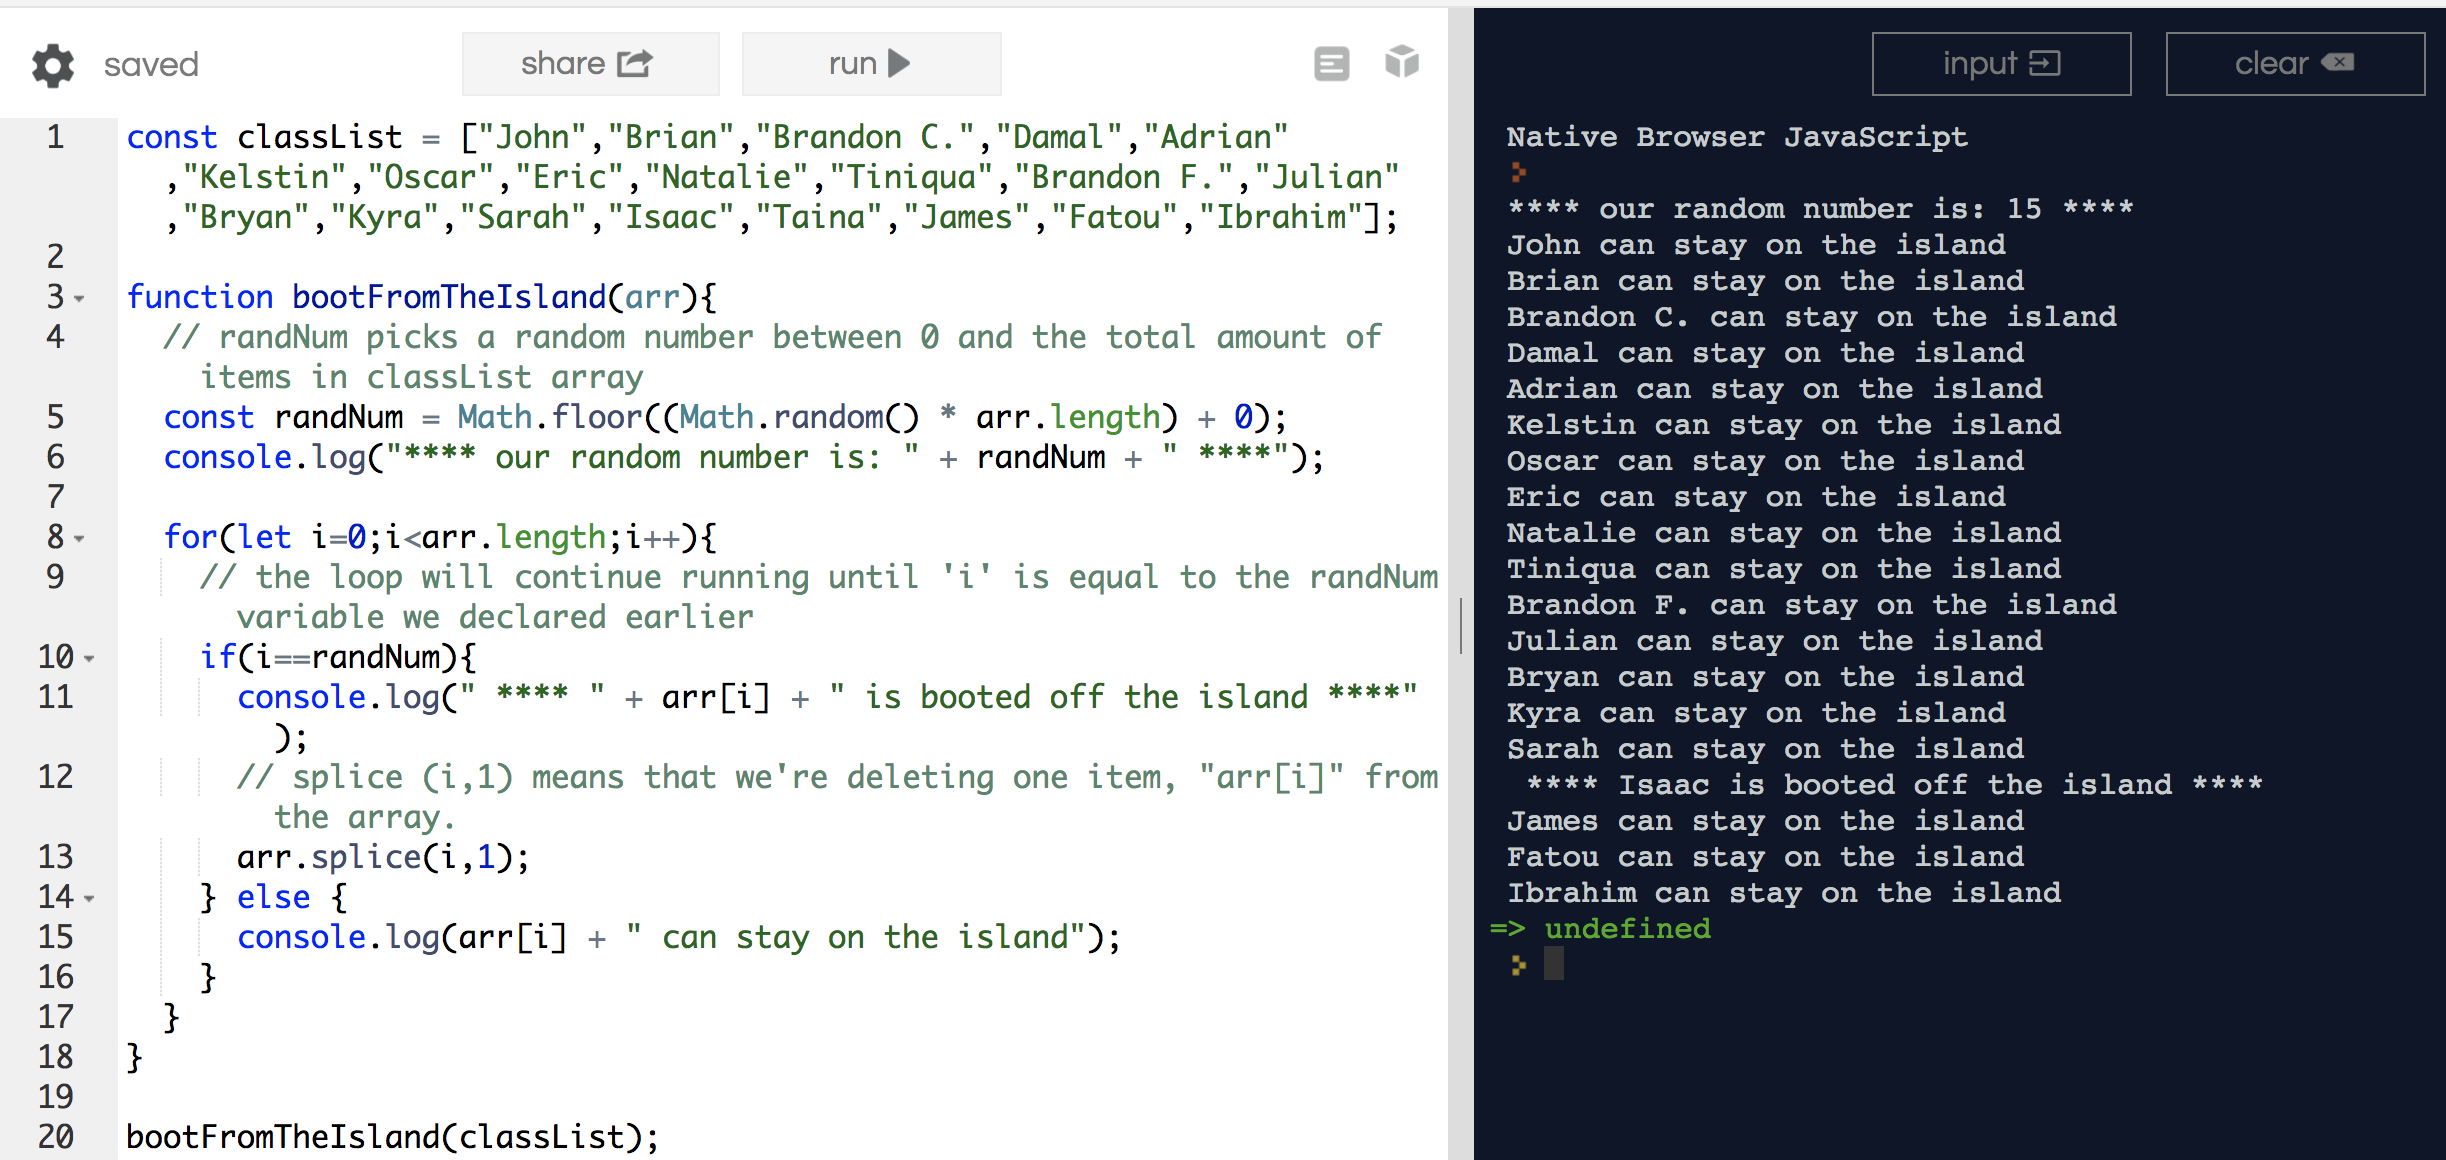 saved
share
run
input
clear
1 const classList = ["John","Brian","Brandon C.","Damal","Adrian"
,"Kelstin","Oscar","Eric","Natalie","Tiniqua","Brandon F.","Julian"
,"Bryan","Kyra","Sarah","Isaac","Taina","James","Fatou","Ibrahim"];
2
3 function bootFromTheIsland(arr){
4 // randNum picks a random number between 0 and the total amount of
items in classList array
5 const randNum = Math.floor((Math.random() * arr.length) + 0);
6 console.log("**** our random number is: " + randNum + " ****");
7
8 for(let i=0;i<arr.length;i++){
9 // the loop will continue running until 'i' is equal to the randNum
variable we declared earlier
10 if(i==randNum){
11 console.log(" **** " + arr[i] + " is booted off the island ****"
);
12 // splice (i,1) means that we're deleting one item, "arr[i]" from
the array.
13 arr.splice(i,1);
14 } else {
15 console.log(arr[i] + " can stay on the island");
16 }
17 }
18 }
19
20 bootFromTheIsland(classList);
Native Browser JavaScript
**** our random number is: 15 ****
John can stay on the island
Brian can stay on the island
Brandon C. can stay on the island
Damal can stay on the island
Adrian can stay on the island
Kelstin can stay on the island
Oscar can stay on the island
Eric can stay on the island
Natalie can stay on the island
Tiniqua can stay on the island
Brandon F. can stay on the island
Julian can stay on the island
Bryan can stay on the island
Kyra can stay on the island
Sarah can stay on the island
**** Isaac is booted off the island ****
James can stay on the island
Fatou can stay on the island
Ibrahim can stay on the island
=> undefined